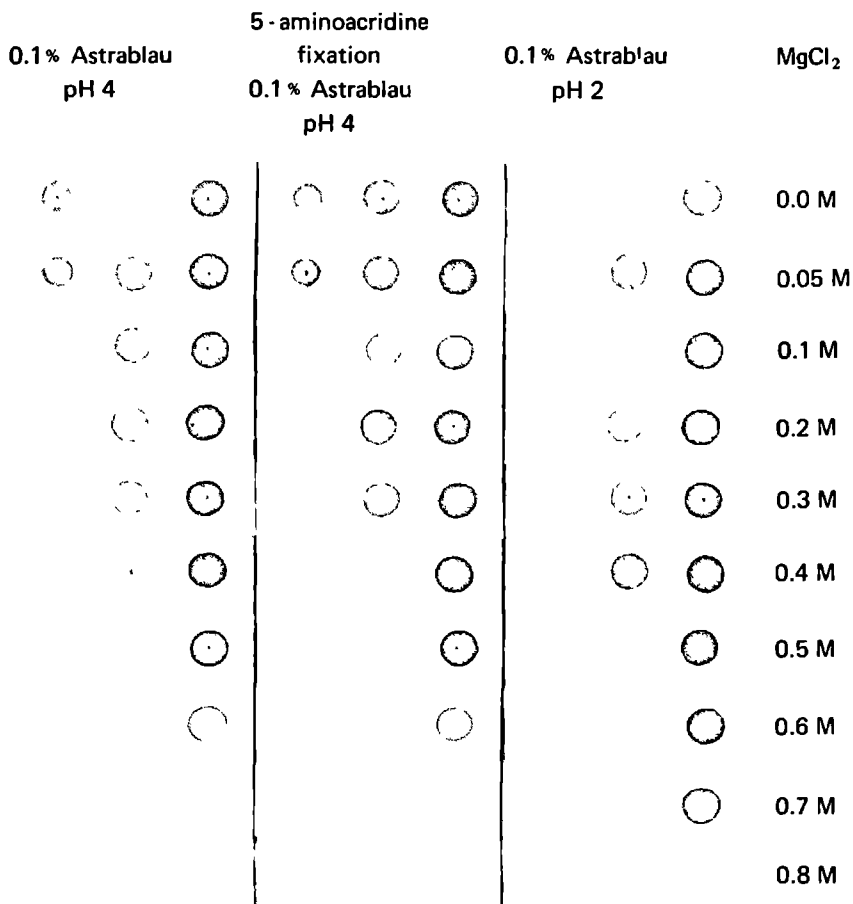 0.1% Astrablau
pH 4
5-aminoacridine
fixation
0.1% Astrablau
pH 4
0.1% Astrablau
pH 2
MgCl₂
0.0 M
0.05 M
0.1 M
0.2 M
0.3 M
0.4 M
0.5 M
0.6 M
0.7 M
0.8 M